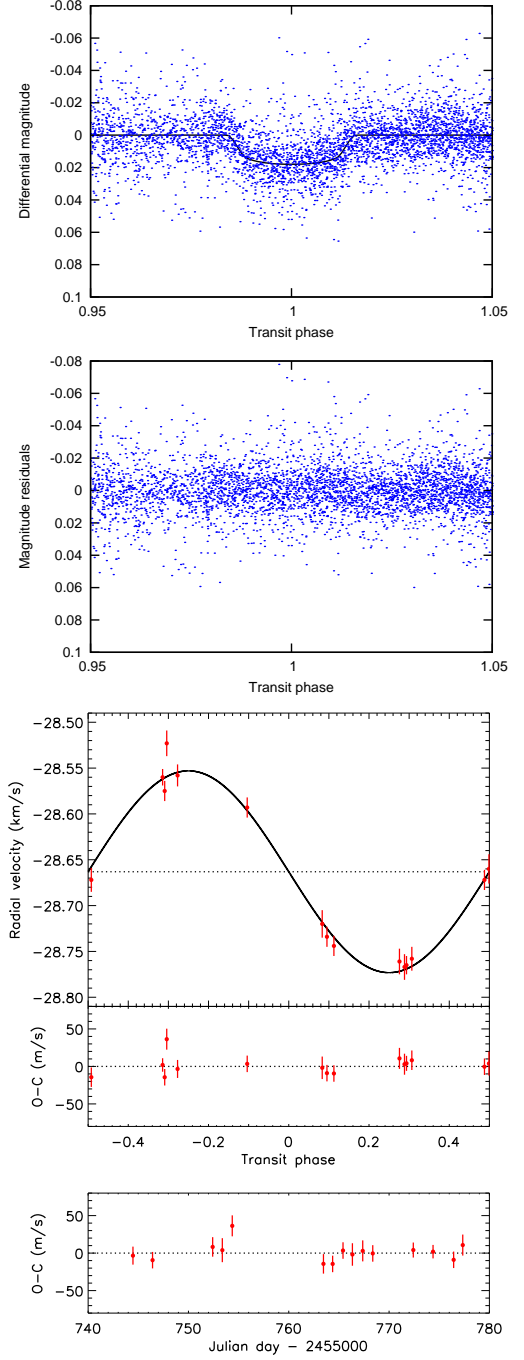 -0.08
-0.06
-0.04
-0.02
0
0.02
0.04
0.06
0.08
0.1
Differential magnitude
0.95 1 1.05
Transit phase
-0.08
-0.06
-0.04
-0.02
0
0.02
0.04
0.06
0.08
0.1
Magnitude residuals
0.95 1 1.05
Transit phase
−28.50
−28.55
−28.60
−28.65
−28.70
−28.75
−28.80
Radial velocity (km/s)
50
0
−50
O−C (m/s)
−0.4 −0.2 0 0.2 0.4
Transit phase
50
0
−50
O−C (m/s)
740 750 760 770 780
Julian day − 2455000